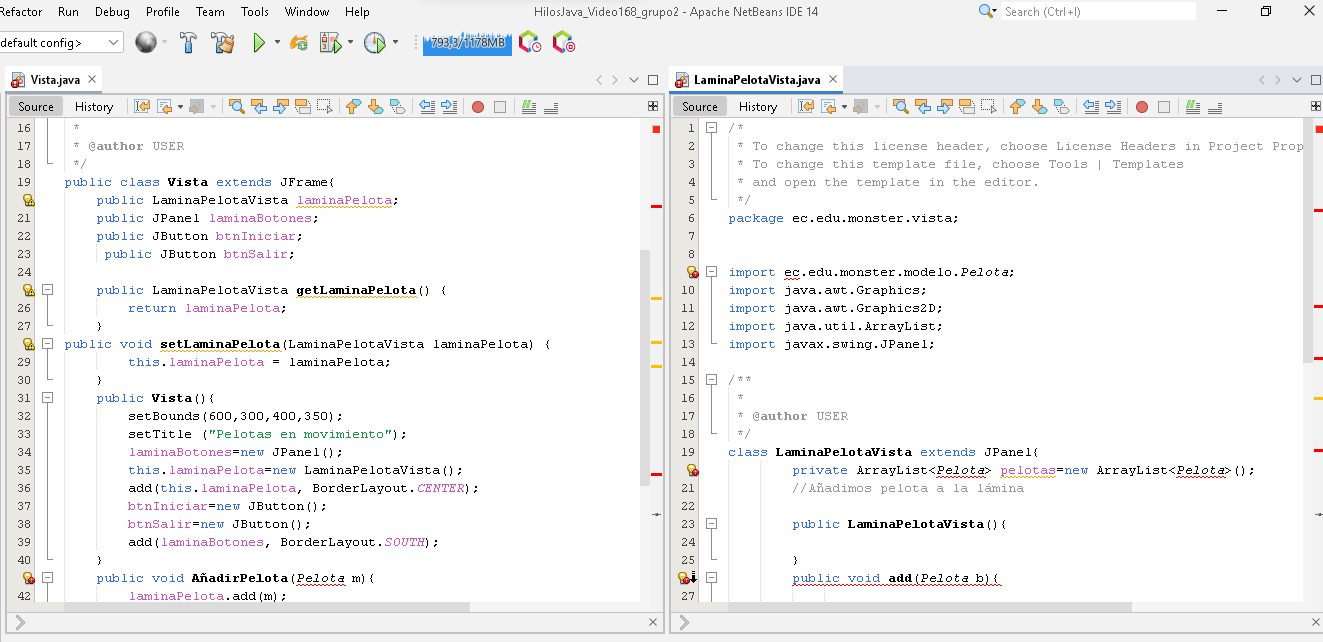 Refactor Run Debug Profile Team Tools Window Help HilosJava_Video168_grupo2 - Apache NetBeans IDE 14 Search (Ctrl+I)
default config> 793,3/1178MB
Vista.java
Source History
16 *
17 * @author USER
18 */
19 public class Vista extends JFrame{
public LaminaPelotaVista laminaPelota;
21 public JPanel laminaBotones;
22 public JButton btnIniciar;
23 public JButton btnSalir;
24
public LaminaPelotaVista getLaminaPelota() {
26 return laminaPelota;
27 }
public void setLaminaPelota(LaminaPelotaVista laminaPelota) {
29 this.laminaPelota = laminaPelota;
30 }
31 public Vista(){
32 setBounds(600,300,400,350);
33 setTitle ("Pelotas en movimiento");
34 laminaBotones=new JPanel();
35 this.laminaPelota=new LaminaPelotaVista();
36 add(this.laminaPelota, BorderLayout.CENTER);
37 btnIniciar=new JButton();
38 btnSalir=new JButton();
39 add(laminaBotones, BorderLayout.SOUTH);
40 }
public void AñadirPelota(Pelota m){
42 laminaPelota.add(m);
LaminaPelotaVista.java
Source History
1 /*
2 * To change this license header, choose License Headers in Project Prop
3 * To change this template file, choose Tools | Templates
4 * and open the template in the editor.
5 */
6 package ec.edu.monster.vista;
7
8
import ec.edu.monster.modelo.Pelota;
10 import java.awt.Graphics;
11 import java.awt.Graphics2D;
12 import java.util.ArrayList;
13 import javax.swing.JPanel;
14
15 /**
16 *
17 * @author USER
18 */
19 class LaminaPelotaVista extends JPanel{
private ArrayList<Pelota> pelotas=new ArrayList<Pelota>();
21 //Añadimos pelota a la lámina
22
23 public LaminaPelotaVista(){
24
25 }
public void add(Pelota b){
27